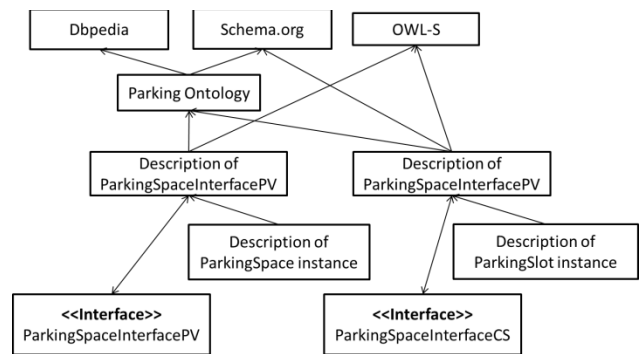 Dbpedia
Schema.org
OWL-S
Parking Ontology
Description of
ParkingSpaceInterfacePV
Description of
ParkingSpaceInterfacePV
Description of
ParkingSpace instance
Description of
ParkingSlot instance
<<Interface>>
ParkingSpaceInterfacePV
<<Interface>>
ParkingSpaceInterfaceCS